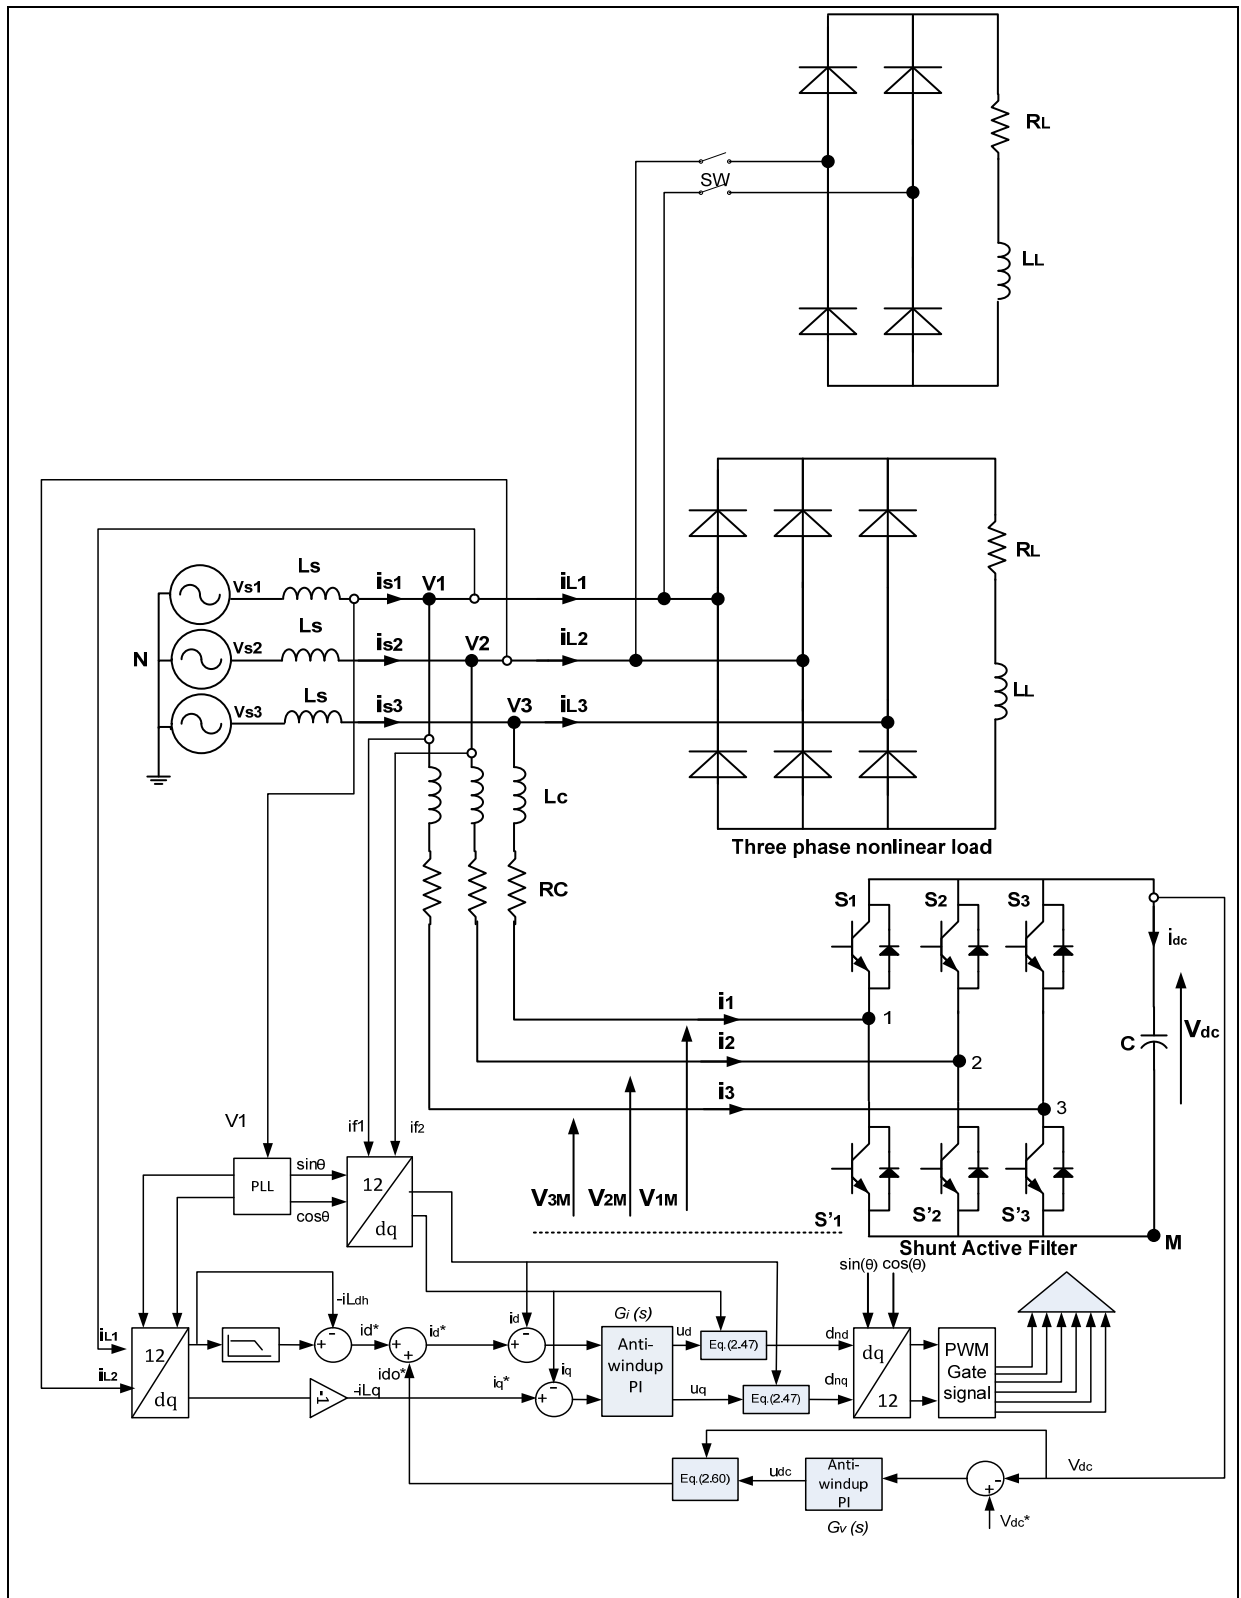 RL
SW
LL
RL
LL
Ls
Vs1
is1
V1
iL1
Ls
N
Vs2
is2
V2
iL2
Ls
Vs3
is3
V3
iL3
Lc
Three phase nonlinear load
RC
S1
S2
S3
idc
i1
1
Vdc
C
i2
2
i3
3
V1
if1
if2
sinθ
PLL
12
dq
cosθ
V3M
V2M
V1M
S'1
S'2
S'3
M
Shunt Active Filter
sin(θ)
cos(θ)
-iLdh
id
Gi (s)
iL1
id*
id*
ud
dnd
12
dq
Anti-
windup
PI
Eq.(2.47)
dq
12
PWM
Gate
signal
iL2
ido*
iq
-1
-iLq
iq*
uq
Eq.(2.47)
dnq
Eq.(2.60)
udc
Anti-
windup
PI
Vdc
Gv (s)
Vdc*